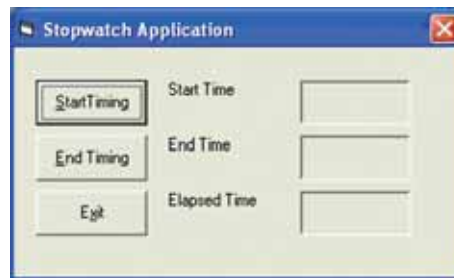 Stopwatch Application
StartTiming
Start Time
End Timing
End Time
Exit
Elapsed Time